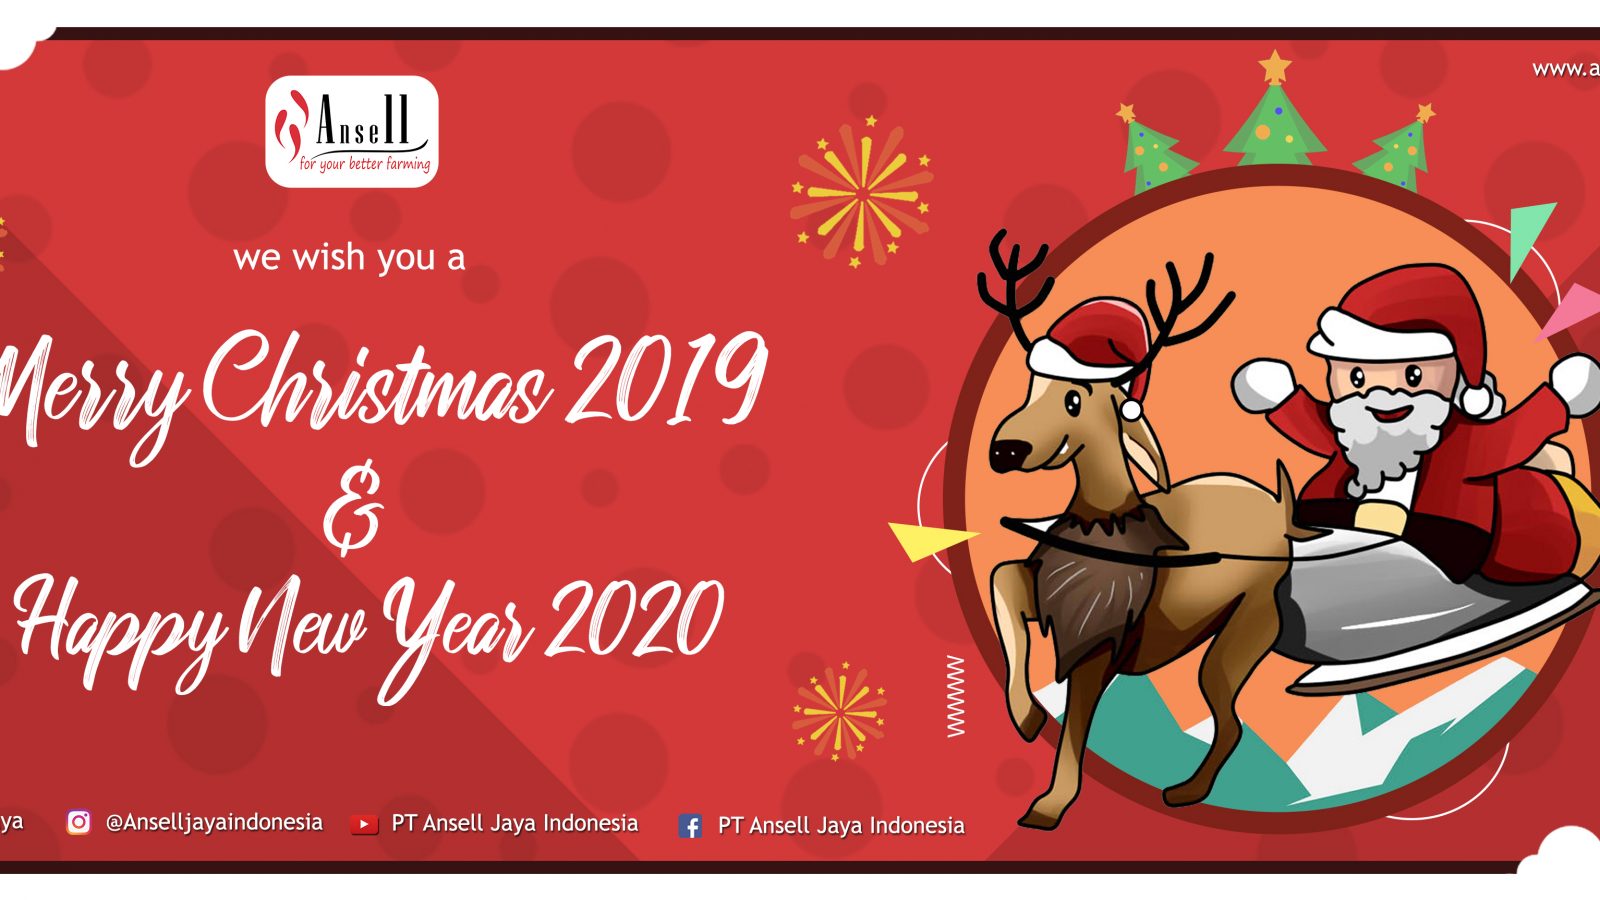 www.a
Ansell
for your better farming
we wish you a
Merry Christmas 2019
&
Happy New Year 2020
ya
@Anselljayaindonesia
PT Ansell Jaya Indonesia
PT Ansell Jaya Indonesia